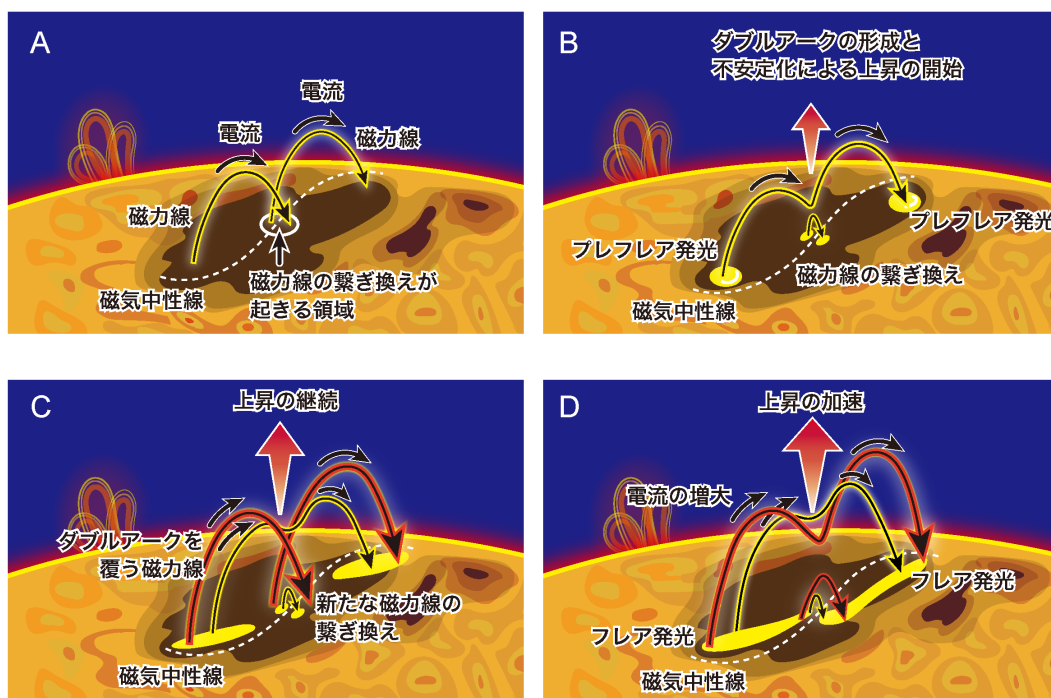 A
電流
電流
磁力線
磁力線
磁力線の繋ぎ換えが
起きる領域
磁気中性線
B
ダブルアークの形成と
不安定化による上昇の開始
プレフレア発光
プレフレア発光
磁力線の繋ぎ換え
磁気中性線
C
上昇の継続
ダブルアークを
覆う磁力線
新たな磁力線の
繋ぎ換え
磁気中性線
D
上昇の加速
電流の増大
フレア発光
フレア発光
磁気中性線